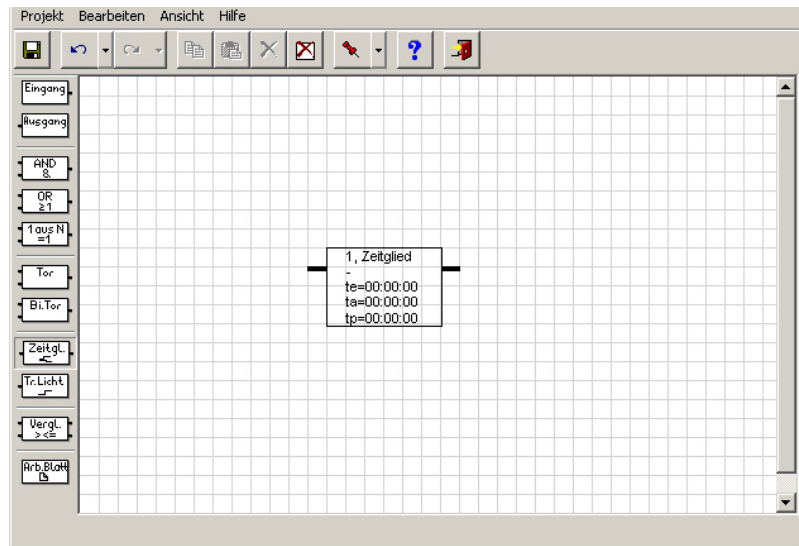 Projekt Bearbeiten Ansicht Hilfe
?
Eingang
Ausgang
AND
&
OR
≥1
1 aus N
=1
Tor
Bi.Tor
Zeitgl.
Tr.Licht
Vergl.
><=
Arb.Blatt
1, Zeitglied
-
te=00:00:00
ta=00:00:00
tp=00:00:00